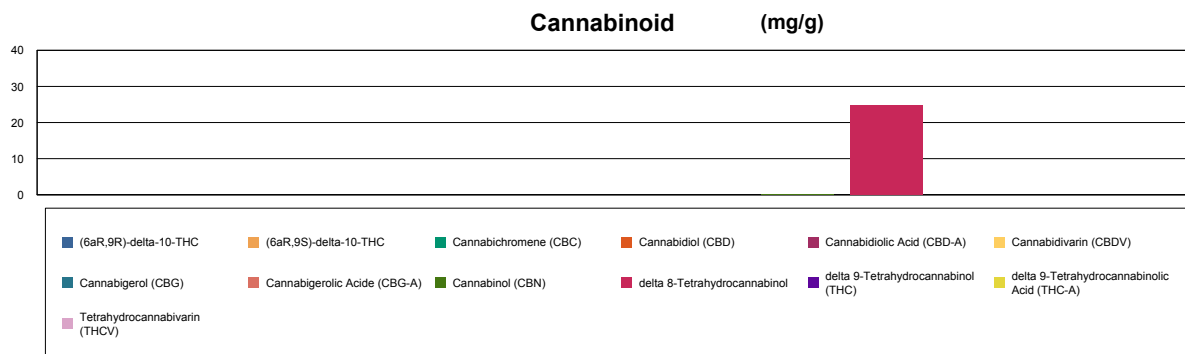 Cannabinoid (mg/g)
40
30
20
10
0
(6aR,9R)-delta-10-THC
(6aR,9S)-delta-10-THC
Cannabichromene (CBC)
Cannabidiol (CBD)
Cannabidiolic Acid (CBD-A)
Cannabidivarin (CBDV)
Cannabigerol (CBG)
Cannabigerolic Acide (CBG-A)
Cannabinol (CBN)
delta 8-Tetrahydrocannabinol
delta 9-Tetrahydrocannabinol
(THC)
delta 9-Tetrahydrocannabinolic
Acid (THC-A)
Tetrahydrocannabivarin
(THCV)